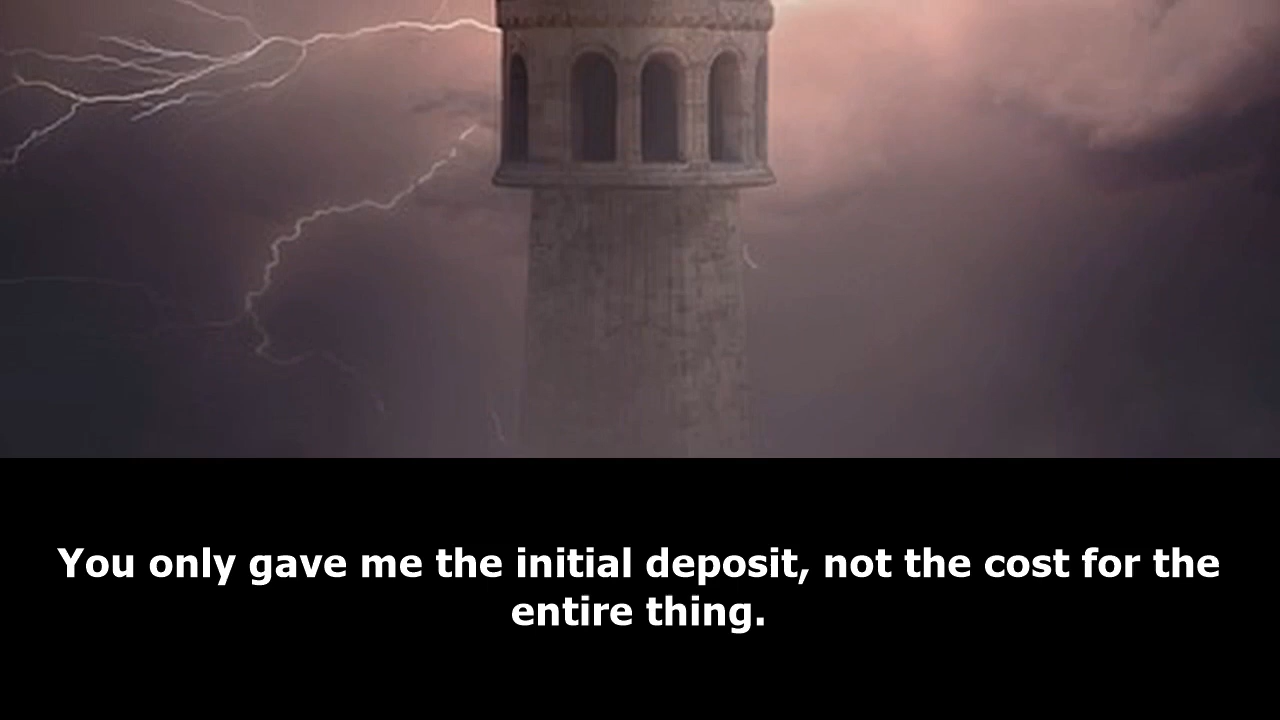 You only gave me the initial deposit, not the cost for the
entire thing.